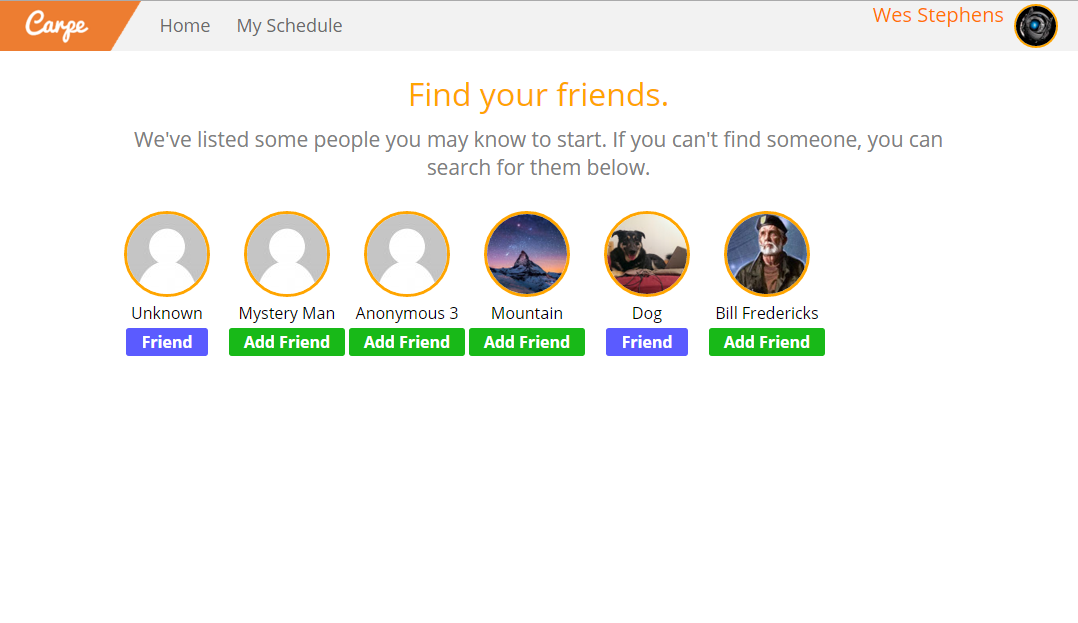 Carpe
Home
My Schedule
Wes Stephens
Find your friends.
We've listed some people you may know to start. If you can't find someone, you can
search for them below.
Unknown
Mystery Man
Anonymous 3
Mountain
Dog
Bill Fredericks
Friend
Add Friend
Add Friend
Add Friend
Friend
Add Friend